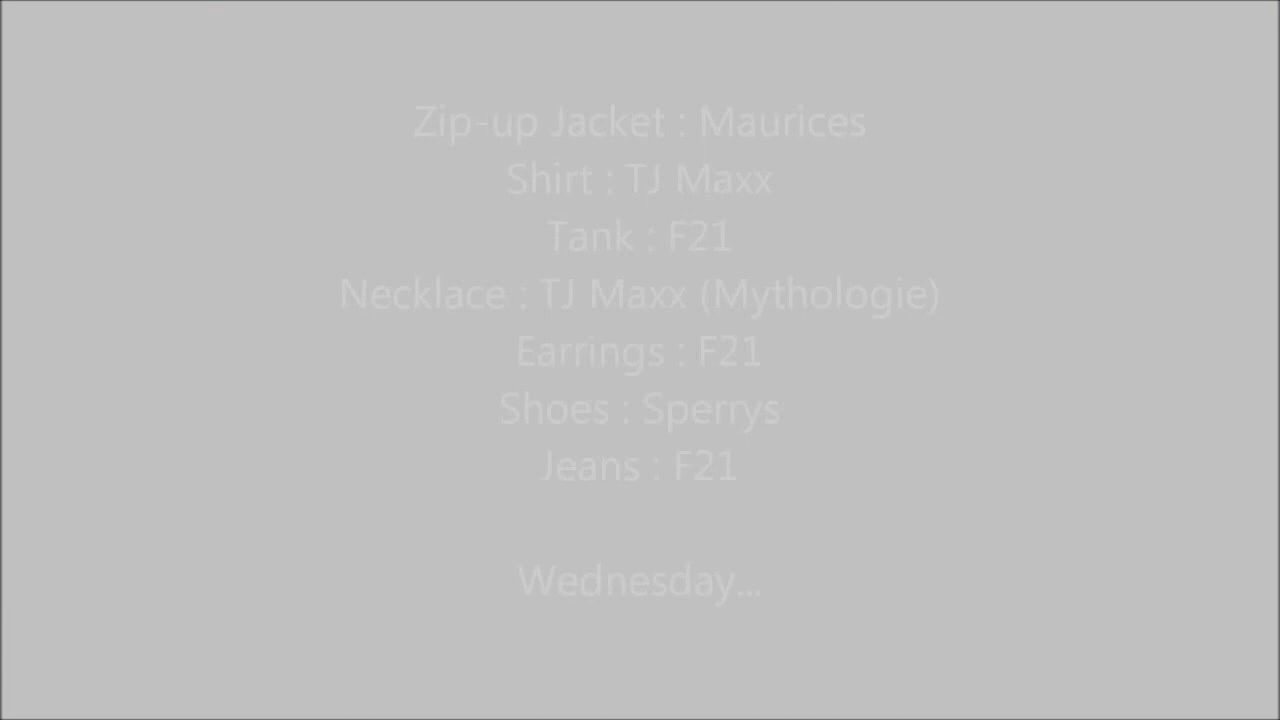 Zip-up Jacket : Maurices
Shirt : TJ Maxx
Tank : F21
Necklace : TJ Maxx (Mythologie)
Earrings : F21
Shoes : Sperrys
Jeans : F21
Wednesday...